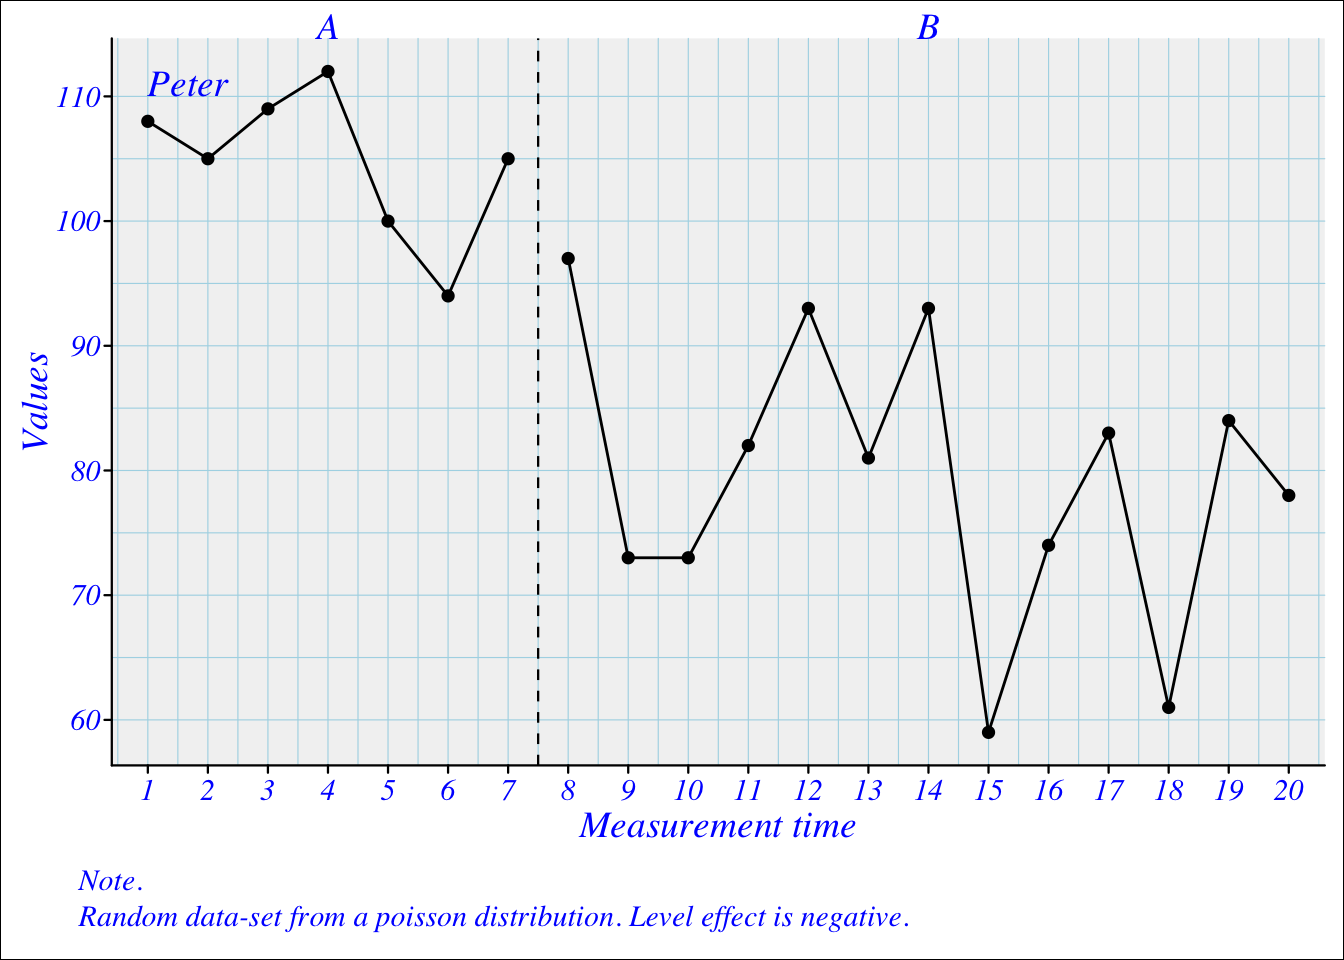 A B
Peter
110
100
90
80
70
60
Values
1 2 3 4 5 6 7 8 9 10 11 12 13 14 15 16 17 18 19 20
Measurement time
Note.
Random data-set from a poisson distribution. Level effect is negative.